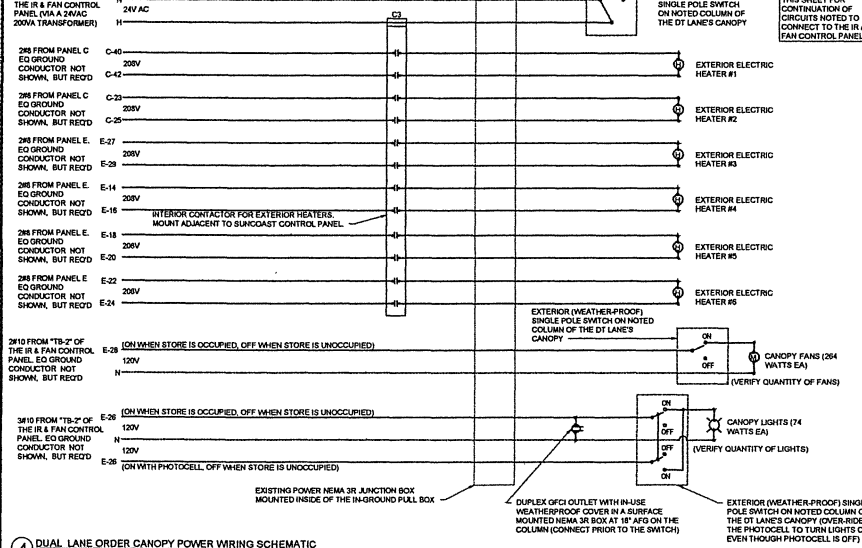 THE IR & FAN CONTROL
PANEL (VIA A 24VAC
200VA TRANSFORMER)
N
24V AC
H
C3
SINGLE POLE SWITCH
ON NOTED COLUMN OF
THE DT LANE'S CANOPY
THIS SHEET FOR
CONTINUATION OF
CIRCUITS NOTED TO
CONNECT TO THE IR &
FAN CONTROL PANEL
2#8 FROM PANEL C
EQ GROUND
CONDUCTOR NOT
SHOWN, BUT REQ'D
C-40
208V
C-42
H
EXTERIOR ELECTRIC
HEATER #1
2#8 FROM PANEL C
EQ GROUND
CONDUCTOR NOT
SHOWN, BUT REQ'D
C-23
208V
C-25
H
EXTERIOR ELECTRIC
HEATER #2
2#8 FROM PANEL E.
EQ GROUND
CONDUCTOR NOT
SHOWN, BUT REQ'D
E-27
208V
E-29
H
EXTERIOR ELECTRIC
HEATER #3
2#8 FROM PANEL E.
EQ GROUND
CONDUCTOR NOT
SHOWN, BUT REQ'D
E-14
208V
E-16
H
EXTERIOR ELECTRIC
HEATER #4
INTERIOR CONTACTOR FOR EXTERIOR HEATERS.
MOUNT ADJACENT TO SUNCOAST CONTROL PANEL
2#8 FROM PANEL E.
EQ GROUND
CONDUCTOR NOT
SHOWN, BUT REQ'D
E-18
208V
E-20
H
EXTERIOR ELECTRIC
HEATER #5
2#8 FROM PANEL E
EQ GROUND
CONDUCTOR NOT
SHOWN, BUT REQ'D
E-22
208V
E-24
H
EXTERIOR ELECTRIC
HEATER #6
EXTERIOR (WEATHER-PROOF)
SINGLE POLE SWITCH ON NOTED
COLUMN OF THE DT LANE'S
CANOPY
2#10 FROM "TB-2" OF
THE IR & FAN CONTROL
PANEL. EQ GROUND
CONDUCTOR NOT
SHOWN, BUT REQ'D
E-28
(ON WHEN STORE IS OCCUPIED, OFF WHEN STORE IS UNOCCUPIED)
120V
N
ON
OFF
M
CANOPY FANS (264
WATTS EA)
(VERIFY QUANTITY OF FANS)
3#10 FROM "TB-2" OF
THE IR & FAN CONTROL
PANEL. EQ GROUND
CONDUCTOR NOT
SHOWN, BUT REQ'D
E-26
(ON WHEN STORE IS OCCUPIED, OFF WHEN STORE IS UNOCCUPIED)
120V
N
120V
E-26
(ON WITH PHOTOCELL, OFF WHEN STORE IS UNOCCUPIED)
ON
OFF
OFF
ON
CANOPY LIGHTS (74
WATTS EA)
(VERIFY QUANTITY OF LIGHTS)
EXISTING POWER NEMA 3R JUNCTION BOX
MOUNTED INSIDE OF THE IN-GROUND PULL BOX
DUPLEX GFCI OUTLET WITH IN-USE
WEATHERPROOF COVER IN A SURFACE
MOUNTED NEMA 3R BOX AT 18" AFG ON THE
COLUMN (CONNECT PRIOR TO THE SWITCH)
EXTERIOR (WEATHER-PROOF) SING
POLE SWITCH ON NOTED COLUMN O
THE DT LANE'S CANOPY (OVER-RIDE
THE PHOTOCELL TO TURN LIGHTS O
EVEN THOUGH PHOTOCELL IS OFF)
4 DUAL LANE ORDER CANOPY POWER WIRING SCHEMATIC